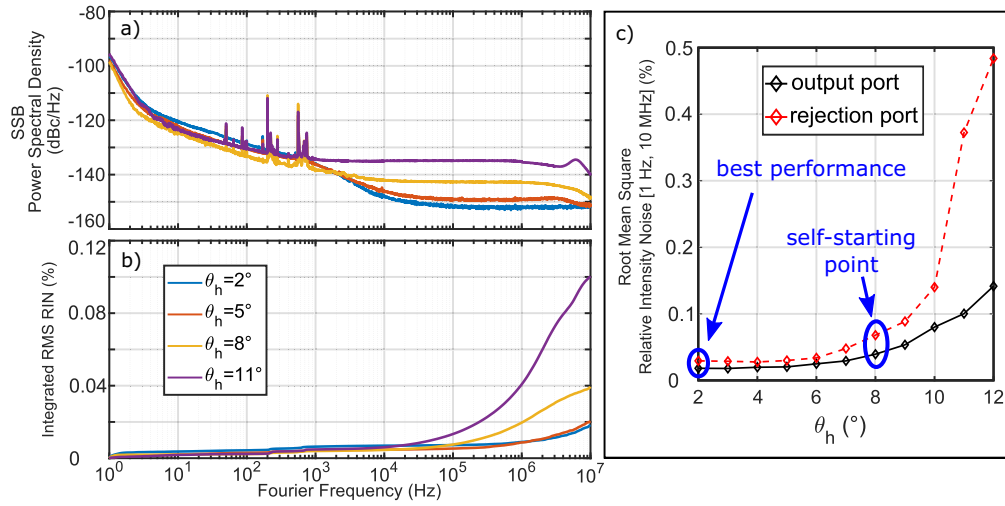 a)
SSB
Power Spectral Density
(dBc/Hz)
-80
-100
-120
-140
-160
b)
Integrated RMS RIN (%)
0.12
0.08
0.04
0
θh=2°
θh=5°
θh=8°
θh=11°
10^0 10^1 10^2 10^3 10^4 10^5 10^6 10^7
Fourier Frequency (Hz)
c)
Root Mean Square
Relative Intensity Noise [1 Hz, 10 MHz] (%)
0.5
0.4
0.3
0.2
0.1
0
output port
rejection port
best performance
self-starting
point
2 4 6 8 10 12
θh (°)